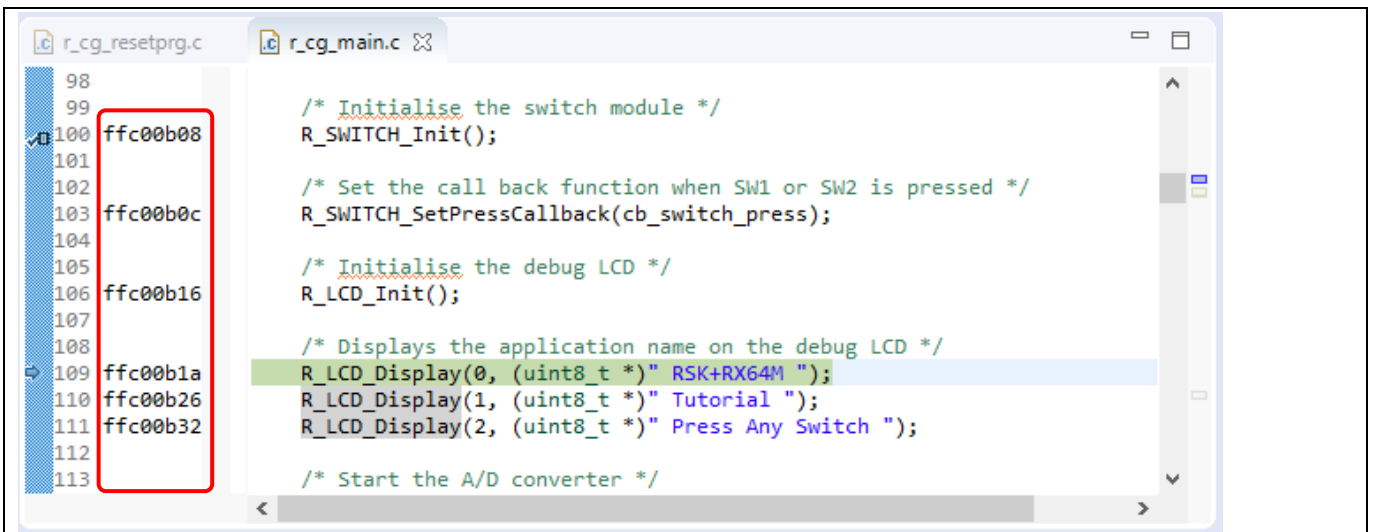 r_cg_resetprg.c r_cg_main.c
98
99 /* Initialise the switch module */
100 ffc00b08 R_SWITCH_Init();
101
102 /* Set the call back function when SW1 or SW2 is pressed */
103 ffc00b0c R_SWITCH_SetPressCallback(cb_switch_press);
104
105 /* Initialise the debug LCD */
106 ffc00b16 R_LCD_Init();
107
108 /* Displays the application name on the debug LCD */
109 ffc00b1a R_LCD_Display(0, (uint8_t *)" RSK+RX64M ");
110 ffc00b26 R_LCD_Display(1, (uint8_t *)" Tutorial ");
111 ffc00b32 R_LCD_Display(2, (uint8_t *)" Press Any Switch ");
112
113 /* Start the A/D converter */